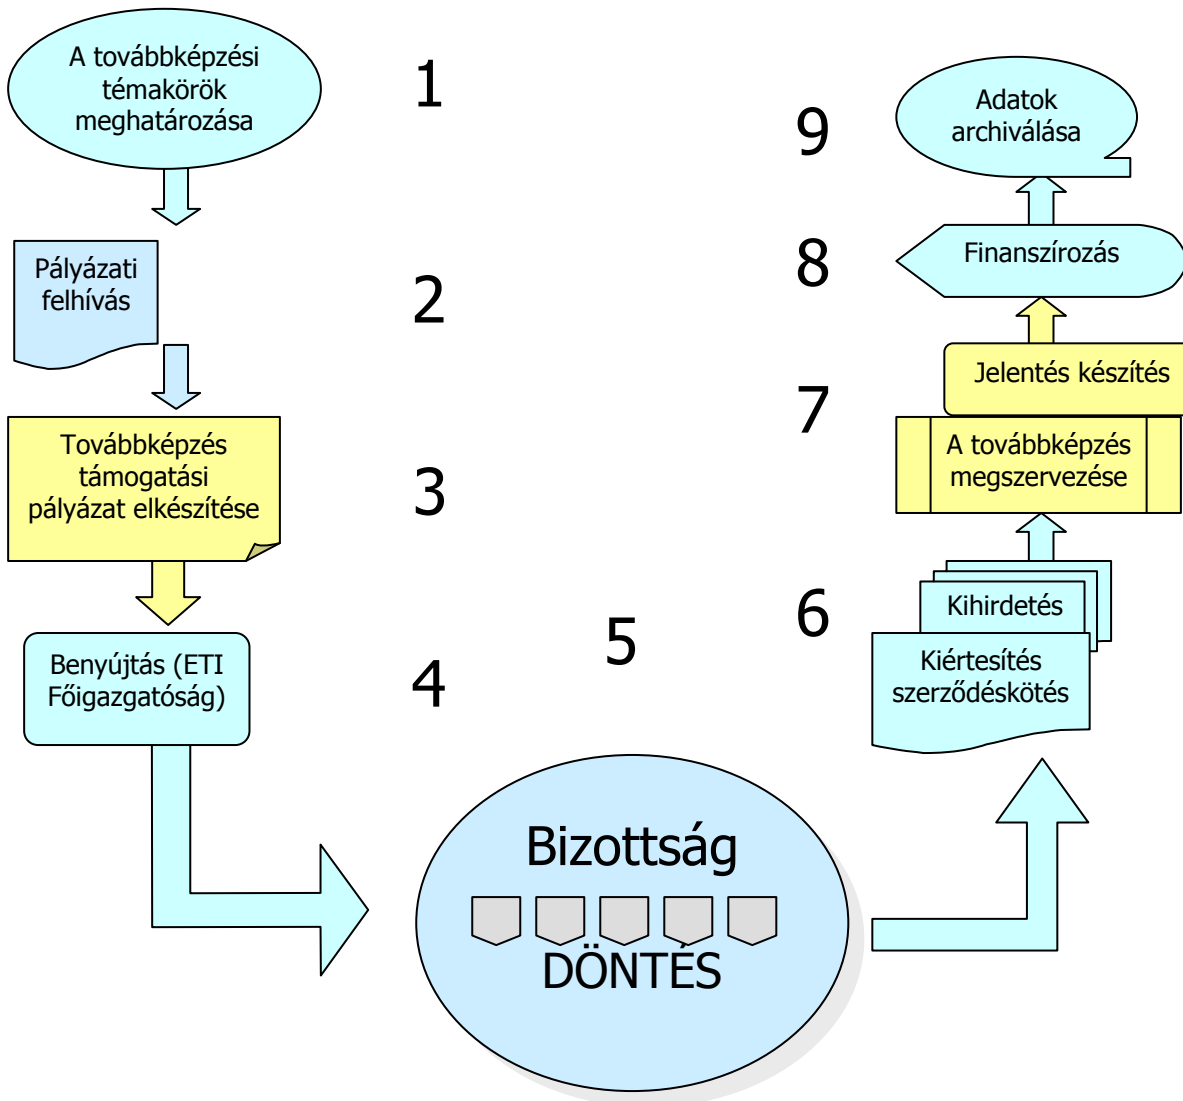 A továbbképzési
témakörök
meghatározása
1
Pályázati
felhívás
2
Továbbképzés
támogatási
pályázat elkészítése
3
Benyújtás (ETI
Főigazgatóság)
4
5
Bizottság
DÖNTÉS
6
Kihirdetés
Kiértesítés
szerződéskötés
7
Jelentés készítés
A továbbképzés
megszervezése
8
Finanszírozás
9
Adatok
archiválása